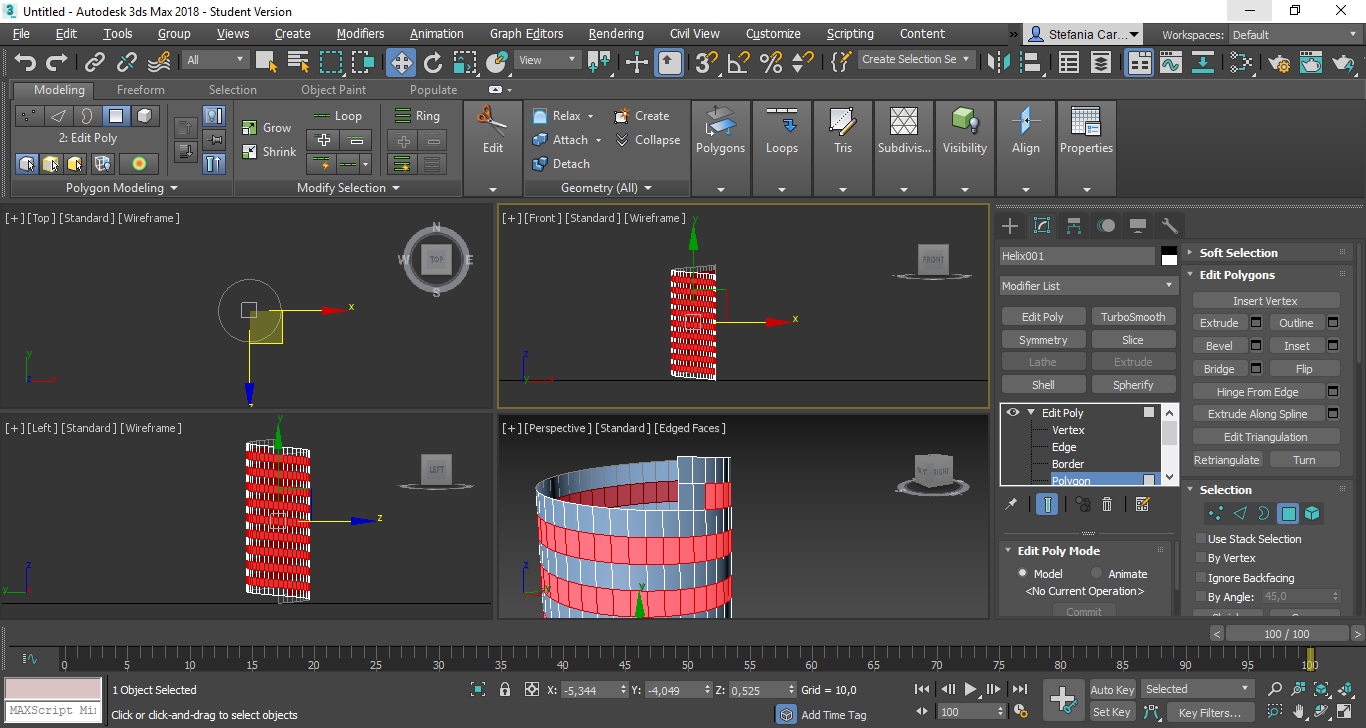 Untitled - Autodesk 3ds Max 2018 - Student Version
File Edit Tools Group Views Create Modifiers Animation Graph Editors Rendering Civil View Customize Scripting Content » Stefania Car... Workspaces: Default
All View Create Selection Se
Modeling Freeform Selection Object Paint Populate
2: Edit Poly
Polygon Modeling
Grow
Shrink
Loop
Ring
Modify Selection
Edit
Relax Create
Attach Collapse
Detach
Geometry (All)
Polygons Loops Tris Subdivis... Visibility Align Properties
[+] [Top] [Standard] [Wireframe]
N
W TOP E
S
x
y
z x
[+] [Front] [Standard] [Wireframe]
y
FRONT
x
z
y x
[+] [Left] [Standard] [Wireframe]
y
LEFT
z
z
y
[+] [Perspective] [Standard] [Edged Faces]
RIGHT
z
y
Helix001
Modifier List
Edit Poly TurboSmooth
Symmetry Slice
Lathe Extrude
Shell Spherify
Edit Poly
Vertex
Edge
Border
Polygon
Edit Poly Mode
Model Animate
<No Current Operation>
Commit
Soft Selection
Edit Polygons
Insert Vertex
Extrude Outline
Bevel Inset
Bridge Flip
Hinge From Edge
Extrude Along Spline
Edit Triangulation
Retriangulate Turn
Selection
Use Stack Selection
By Vertex
Ignore Backfacing
By Angle: 45,0
< 100 / 100 >
0 5 10 15 20 25 30 35 40 45 50 55 60 65 70 75 80 85 90 95 100
MAXScript Mi
1 Object Selected
Click or click-and-drag to select objects
X: -5,344 Y: -4,049 Z: 0,525 Grid = 10,0
Add Time Tag
100
Auto Key Selected
Set Key Key Filters...